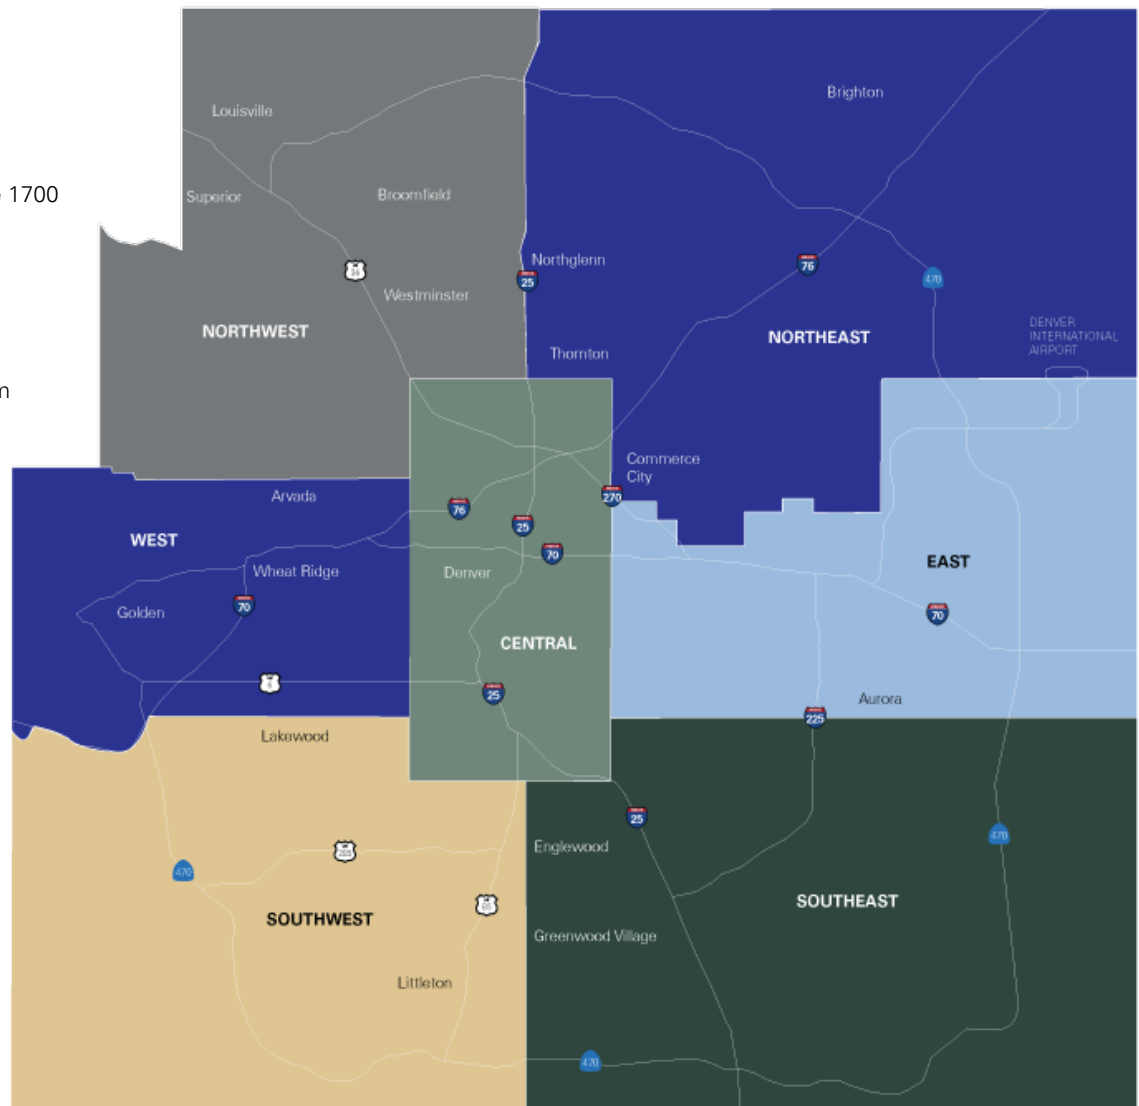 Louisville
Brighton
e 1700
Superior
Broomfield
Northglenn
36
25
76
470
Westminster
NORTHWEST
NORTHEAST
DENVER
INTERNATIONAL
AIRPORT
Thornton
m
Commerce
City
Arvada
270
76
25
WEST
70
EAST
Wheat Ridge
Denver
Golden
70
70
CENTRAL
6
25
Aurora
225
Lakewood
25
470
Englewood
285
470
SOUTHWEST
85
SOUTHEAST
Greenwood Village
Littleton
470